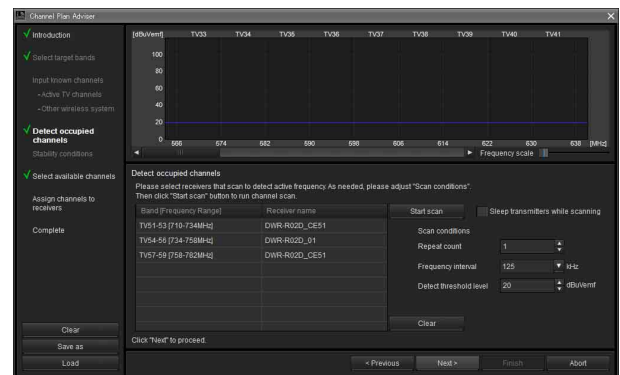 Channel Plan Adviser
Introduction
Select target bands
Input known channels
- Active TV channels
- Other wireless system
Detect occupied
channels
Stability conditions
Select available channels
Assign channels to
receivers
Complete
Clear
Save as
Load
[dBuVemf] TV33 TV34 TV35 TV36 TV37 TV38 TV39 TV40 TV41
100
80
60
40
20
0
566 574 582 590 598 606 614 622 630 638 [MHz]
Frequency scale
Detect occupied channels
Please select receivers that scan to detect active frequency. As needed, please adjust "Scan conditions".
Then click "Start scan" button to run channel scan.
Band [Frequency Range] Receiver name
TV51-53 [710-734MHz] DWR-R02D_CE51
TV54-56 [734-758MHz] DWR-R02D_01
TV57-59 [758-782MHz] DWR-R02D_CE51
Start scan Sleep transmitters while scanning
Scan conditions
Repeat count 1
Frequency interval 125 kHz
Detect threshold level 20 dBuVemf
Clear
Click "Next" to proceed.
< Previous Next > Finish Abort